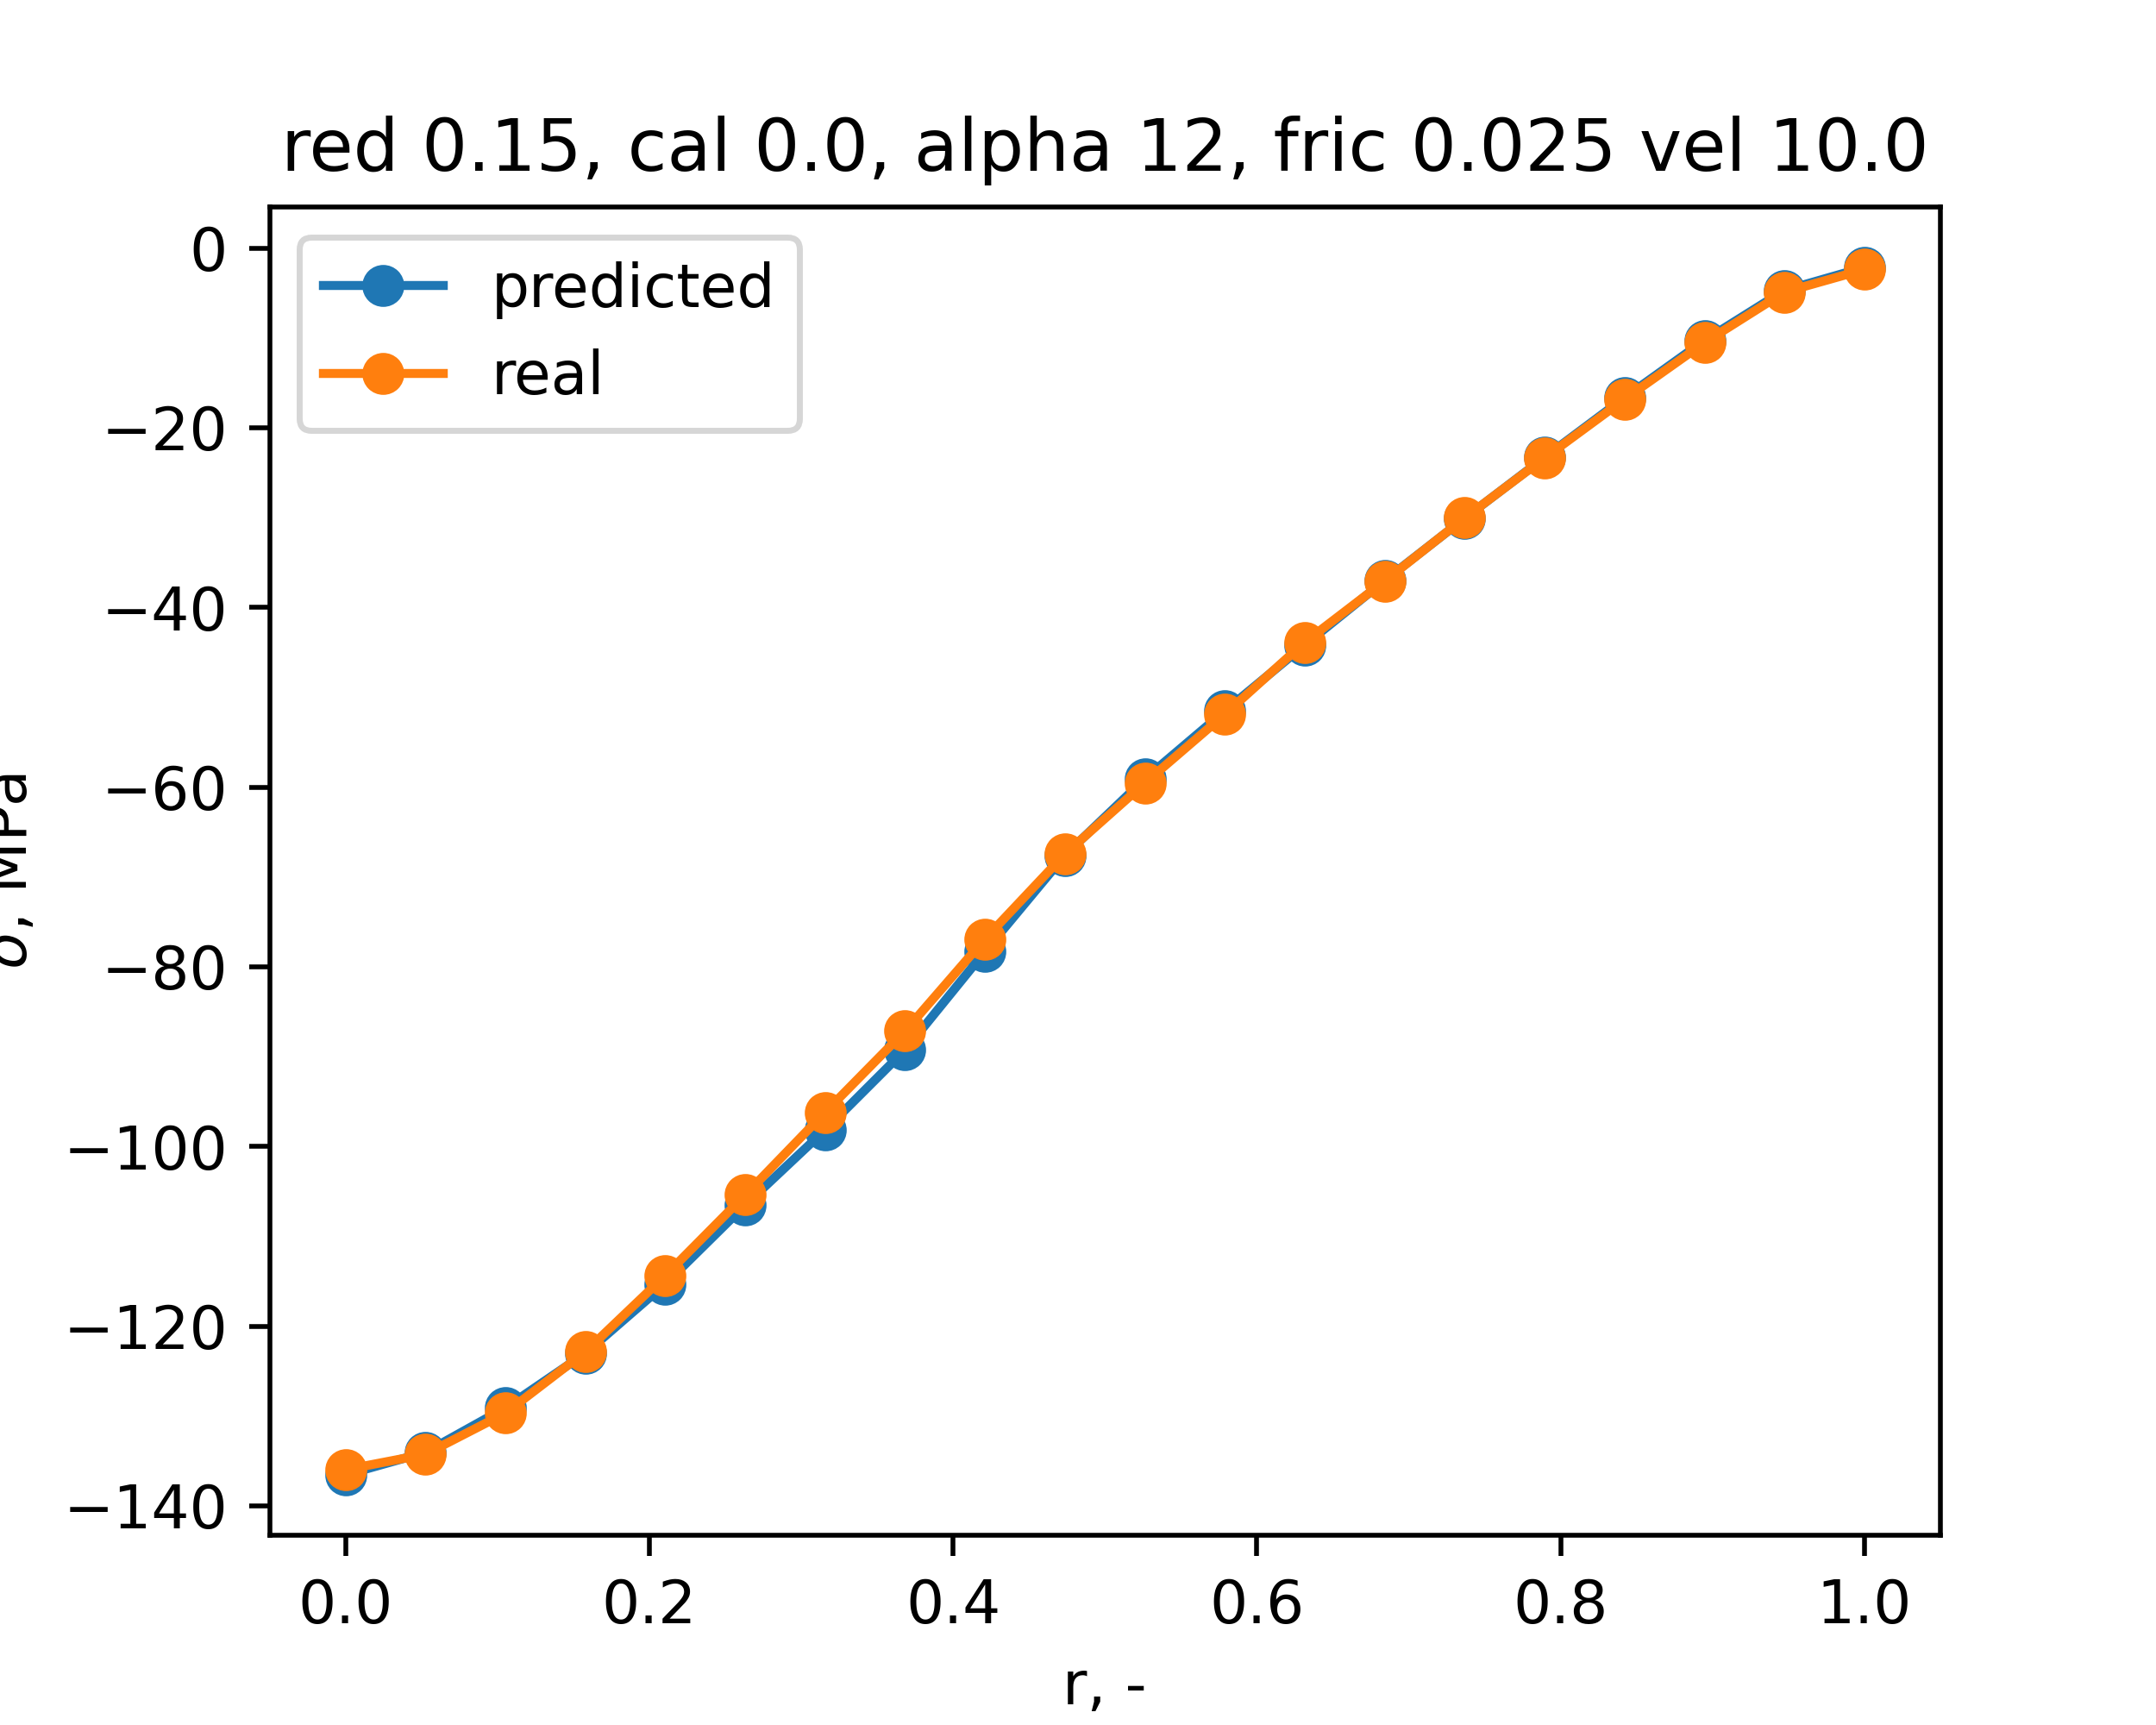 red 0.15, cal 0.0, alpha 12, fric 0.025 vel 10.0
predicted
real
0
−20
−40
−60
−80
−100
−120
−140
σ, MPa
0.0 0.2 0.4 0.6 0.8 1.0
r, -